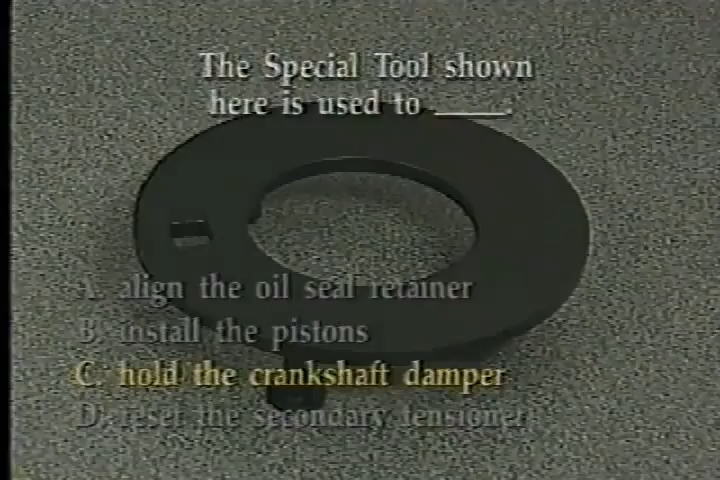 The Special Tool shown
here is used to _____.
A. align the oil seal retainer
B. install the pistons
C. hold the crankshaft damper
D. reset the secondary tensioner